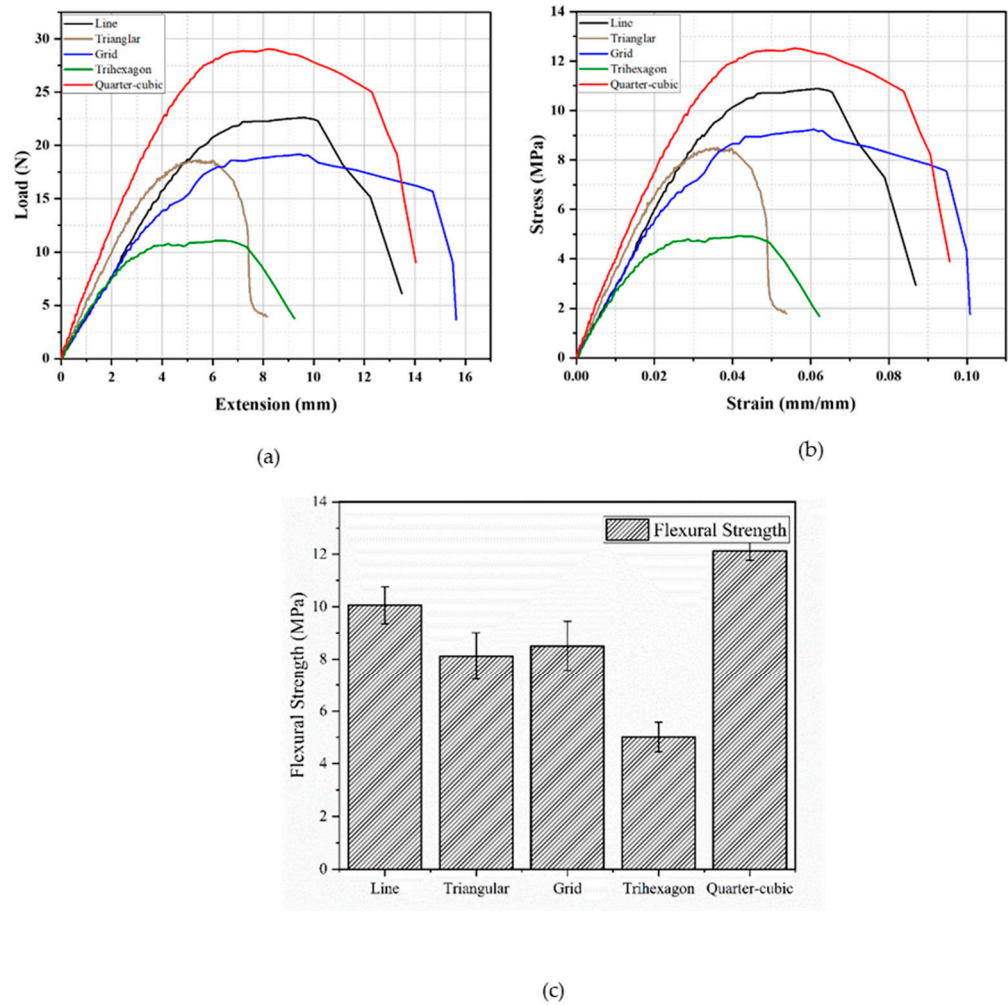 Line
Trianglar
Grid
Trihexagon
Quarter-cubic
30
25
20
15
10
5
0
Load (N)
0 2 4 6 8 10 12 14 16
Extension (mm)
(a)
Line
Trianglar
Grid
Trihexagon
Quarter-cubic
14
12
10
8
6
4
2
0
Stress (MPa)
0.00 0.02 0.04 0.06 0.08 0.10
Strain (mm/mm)
(b)
Flexural Strength
14
12
10
8
6
4
2
0
Flexural Strength (MPa)
Line Triangular Grid Trihexagon Quarter-cubic
(c)